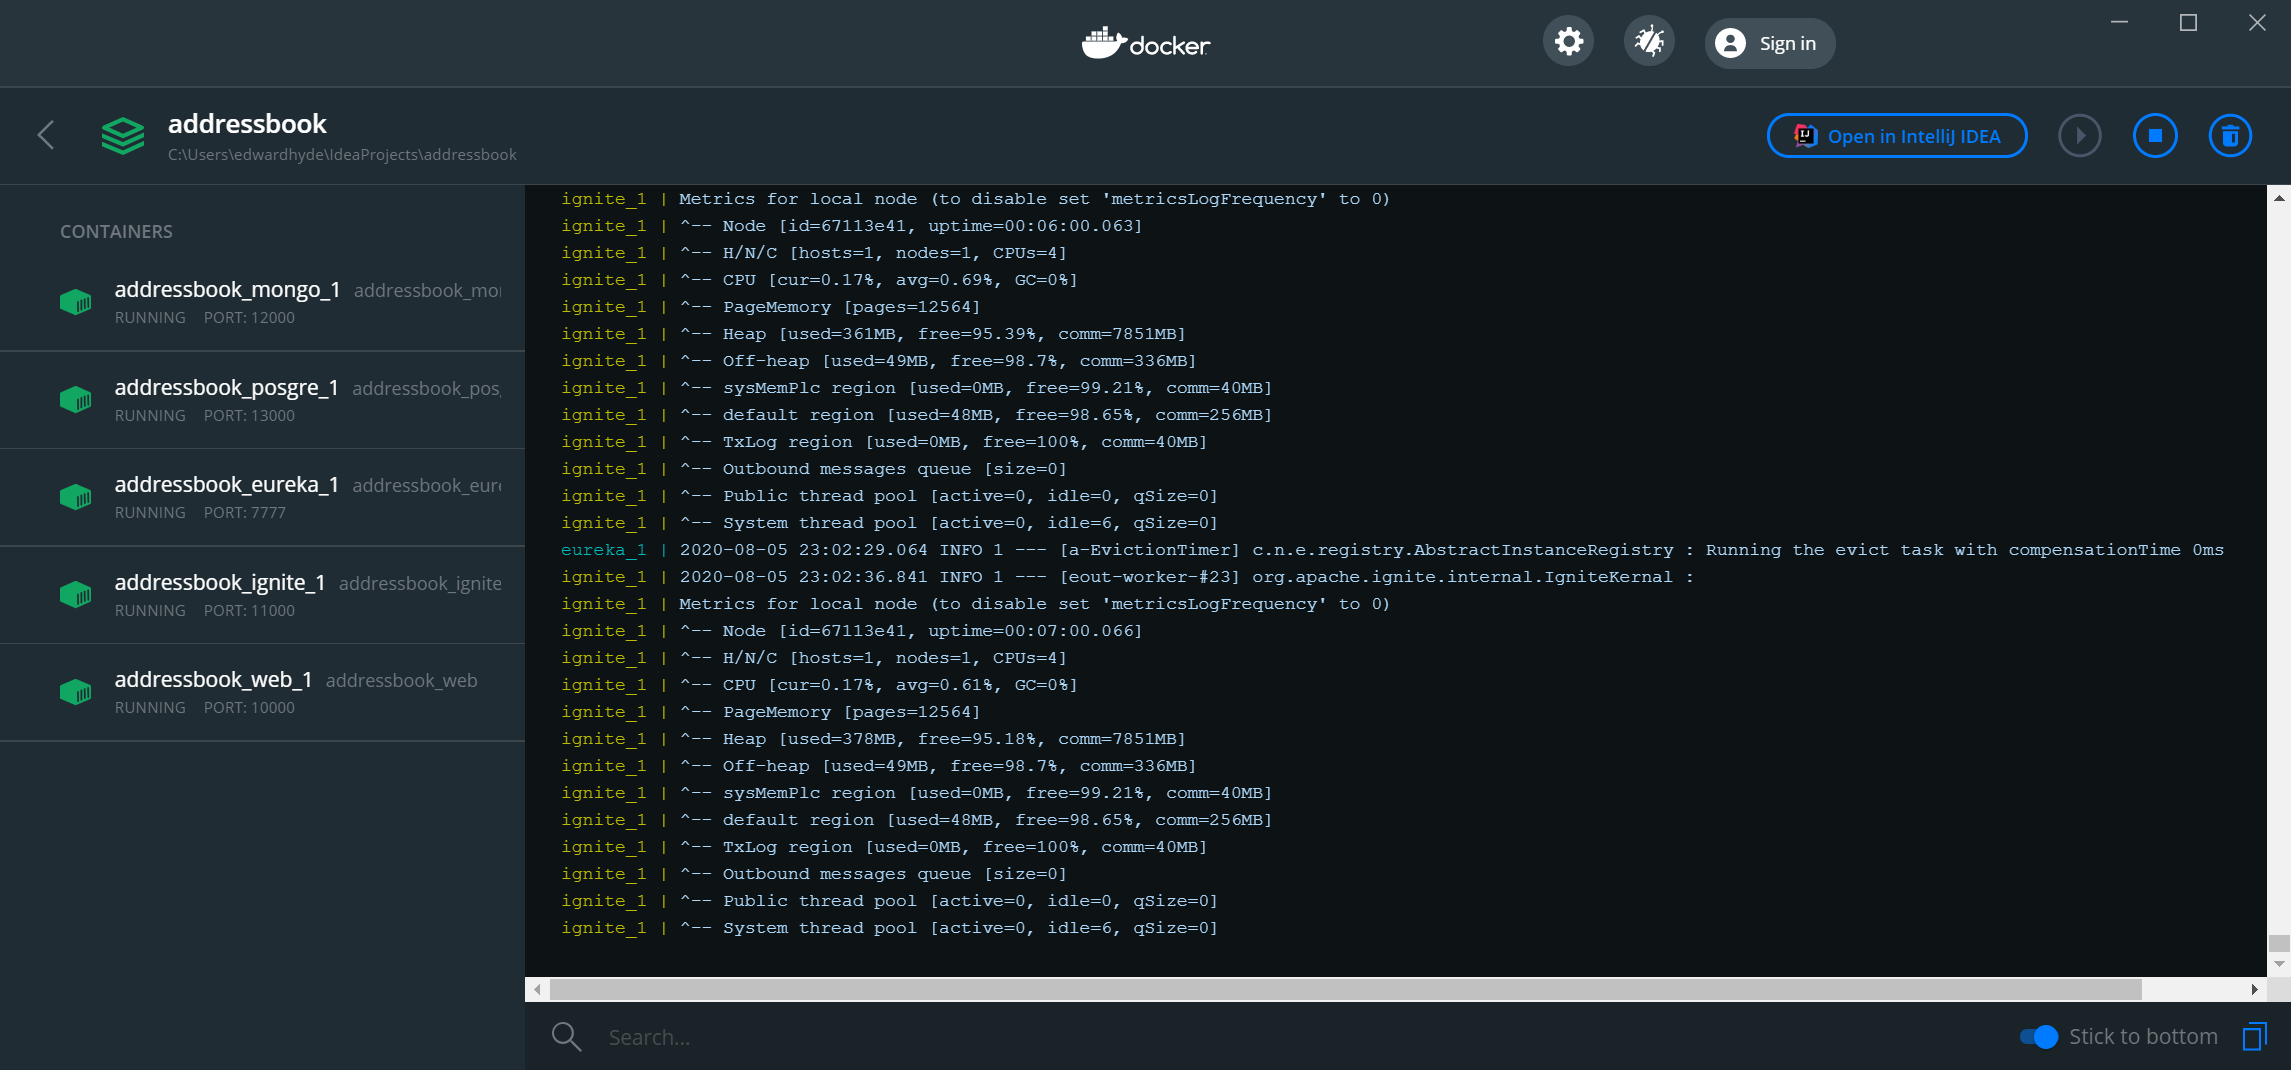 docker
Sign in
addressbook
C:\Users\edwardhyde\IdeaProjects\addressbook
Open in IntelliJ IDEA
CONTAINERS
addressbook_mongo_1 addressbook_mo
RUNNING PORT: 12000
addressbook_posgre_1 addressbook_pos
RUNNING PORT: 13000
addressbook_eureka_1 addressbook_eure
RUNNING PORT: 7777
addressbook_ignite_1 addressbook_ignite
RUNNING PORT: 11000
addressbook_web_1 addressbook_web
RUNNING PORT: 10000
ignite_1 | Metrics for local node (to disable set 'metricsLogFrequency' to 0)
ignite_1 | ^-- Node [id=67113e41, uptime=00:06:00.063]
ignite_1 | ^-- H/N/C [hosts=1, nodes=1, CPUs=4]
ignite_1 | ^-- CPU [cur=0.17%, avg=0.69%, GC=0%]
ignite_1 | ^-- PageMemory [pages=12564]
ignite_1 | ^-- Heap [used=361MB, free=95.39%, comm=7851MB]
ignite_1 | ^-- Off-heap [used=49MB, free=98.7%, comm=336MB]
ignite_1 | ^-- sysMemPlc region [used=0MB, free=99.21%, comm=40MB]
ignite_1 | ^-- default region [used=48MB, free=98.65%, comm=256MB]
ignite_1 | ^-- TxLog region [used=0MB, free=100%, comm=40MB]
ignite_1 | ^-- Outbound messages queue [size=0]
ignite_1 | ^-- Public thread pool [active=0, idle=0, qSize=0]
ignite_1 | ^-- System thread pool [active=0, idle=6, qSize=0]
eureka_1 | 2020-08-05 23:02:29.064 INFO 1 --- [a-EvictionTimer] c.n.e.registry.AbstractInstanceRegistry : Running the evict task with compensationTime 0ms
ignite_1 | 2020-08-05 23:02:36.841 INFO 1 --- [eout-worker-#23] org.apache.ignite.internal.IgniteKernal :
ignite_1 | Metrics for local node (to disable set 'metricsLogFrequency' to 0)
ignite_1 | ^-- Node [id=67113e41, uptime=00:07:00.066]
ignite_1 | ^-- H/N/C [hosts=1, nodes=1, CPUs=4]
ignite_1 | ^-- CPU [cur=0.17%, avg=0.61%, GC=0%]
ignite_1 | ^-- PageMemory [pages=12564]
ignite_1 | ^-- Heap [used=378MB, free=95.18%, comm=7851MB]
ignite_1 | ^-- Off-heap [used=49MB, free=98.7%, comm=336MB]
ignite_1 | ^-- sysMemPlc region [used=0MB, free=99.21%, comm=40MB]
ignite_1 | ^-- default region [used=48MB, free=98.65%, comm=256MB]
ignite_1 | ^-- TxLog region [used=0MB, free=100%, comm=40MB]
ignite_1 | ^-- Outbound messages queue [size=0]
ignite_1 | ^-- Public thread pool [active=0, idle=0, qSize=0]
ignite_1 | ^-- System thread pool [active=0, idle=6, qSize=0]
Search...
Stick to bottom